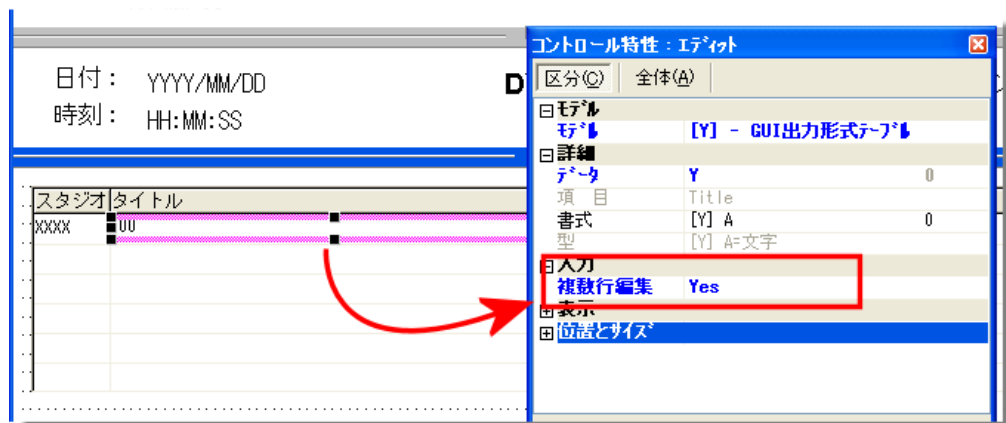 コントロール特性：ｴﾃﾞｨｯﾄ
区分(C) 全体(A)
日付： YYYY/MM/DD
時刻： HH:MM:SS
D
ﾓﾃﾞﾙ
ﾓﾃﾞﾙ [Y] - GUI出力形式ﾃｰﾌﾞﾙ
詳細
ﾃﾞｰﾀ Y 0
項 目 Title
書式 [Y] A 0
型 [Y] A=文字
入力
複数行編集 Yes
表示
位置とｻｲｽﾞ
スタジオ タイトル
XXXX UU